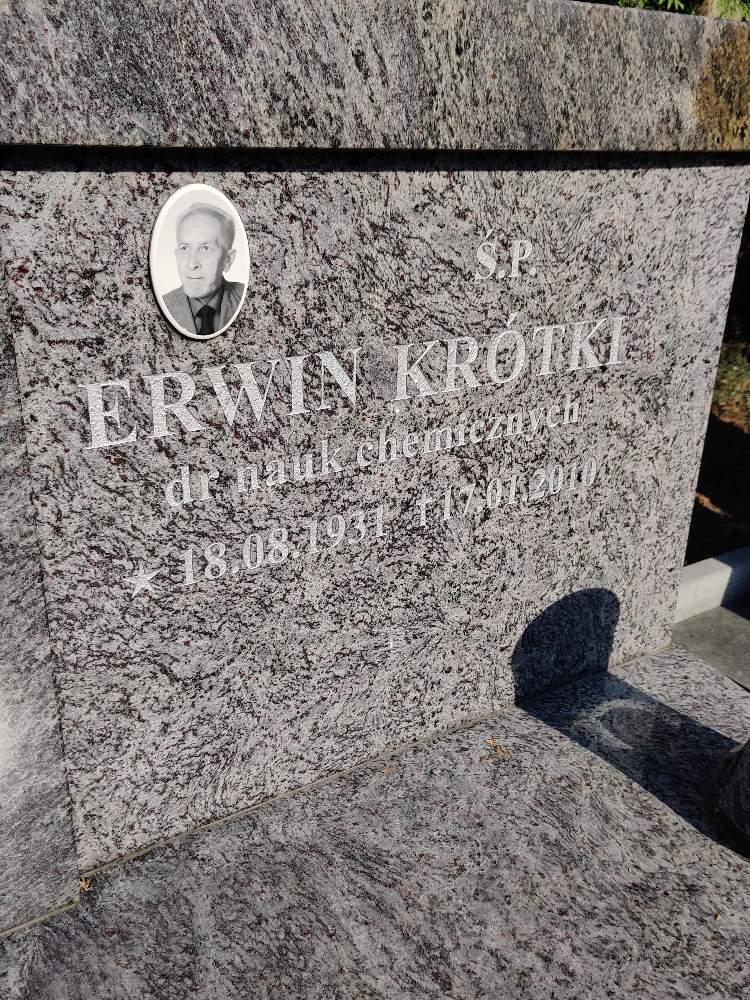 Ś.P.
ERWIN KRÓTKI
dr nauk chemicznych
★ 18.08.1931 †17.01.2010